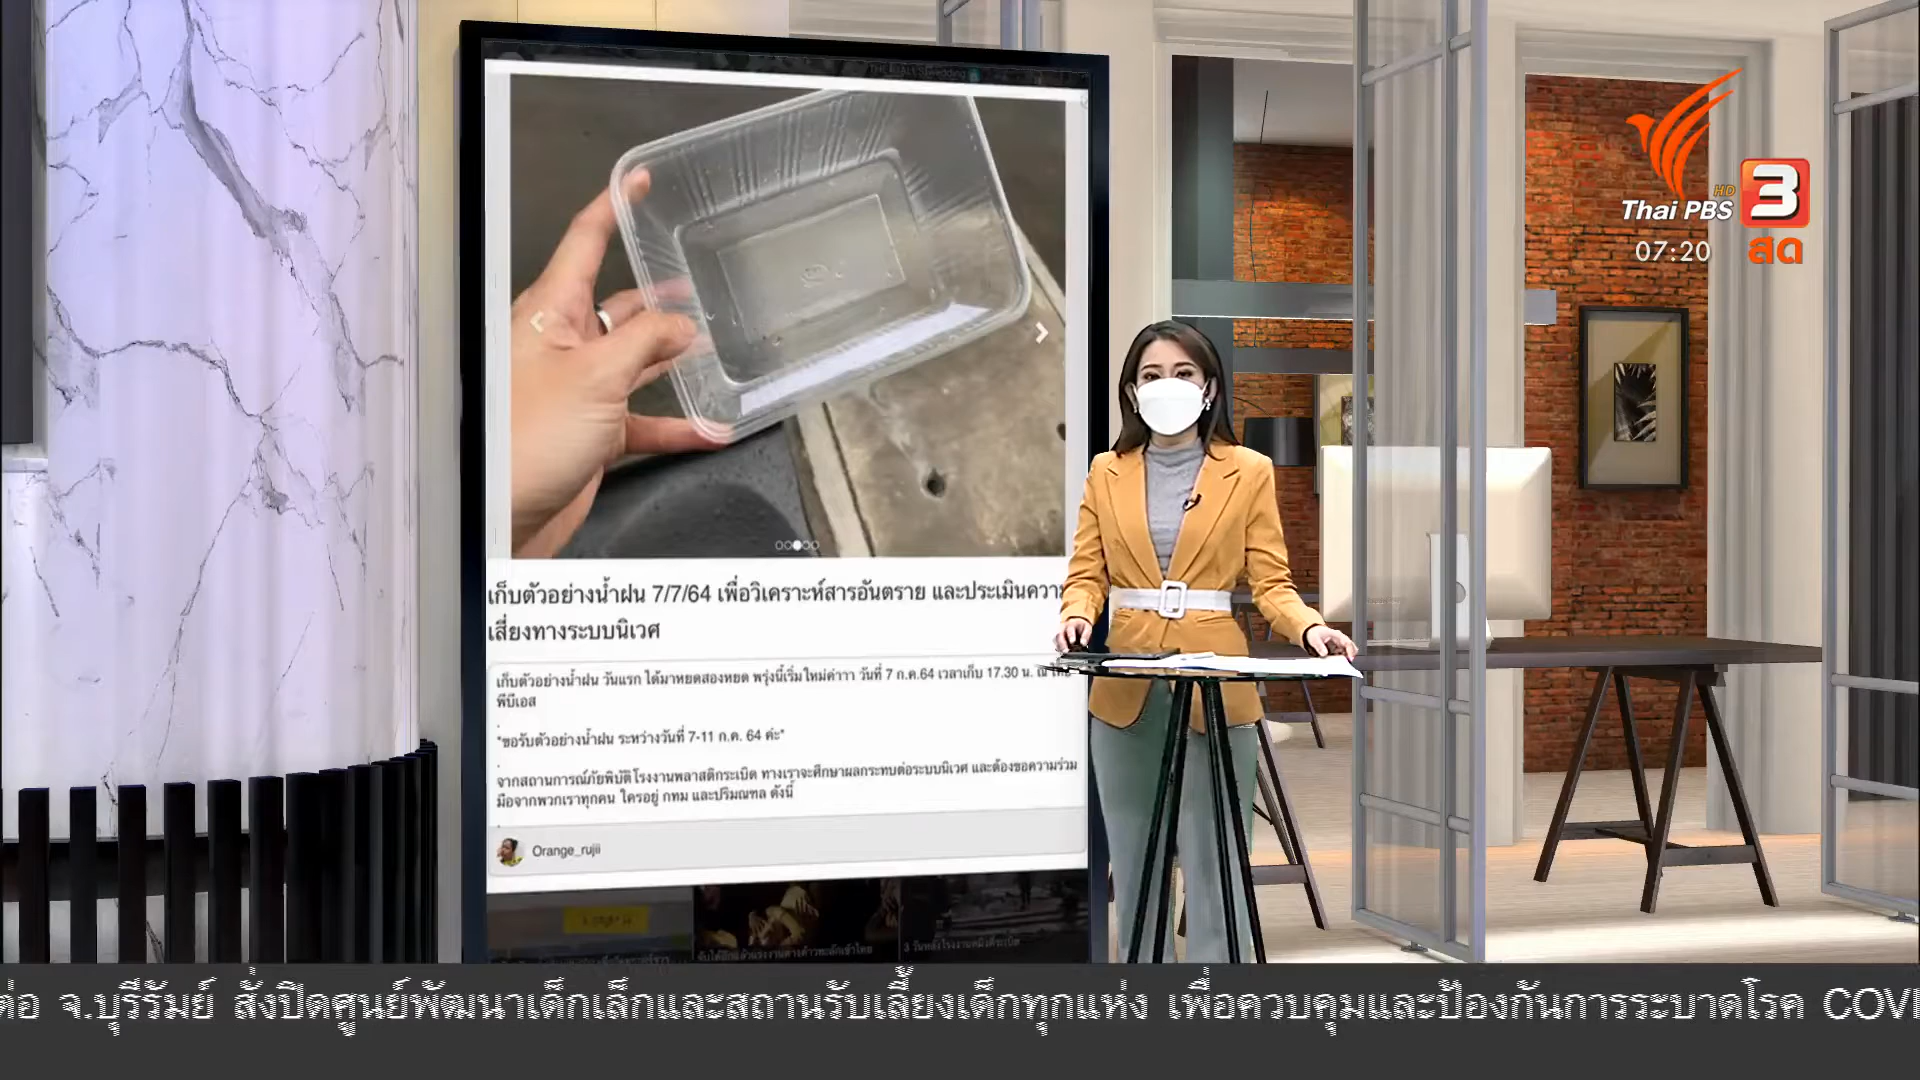 Thai PBS
HD
3
07:20
สด
เก็บตัวอย่างน้ำฝน 7/7/64 เพื่อวิเคราะห์สารอันตราย และประเมินความ
เสี่ยงทางระบบนิเวศ
เก็บตัวอย่างน้ำฝน วันแรก ได้มาหยดสองหยด พรุ่งนี้เริ่มใหม่ค่าาา วันที่ 7 ก.ค.64 เวลาเก็บ 17.30 น. ณ ไทย
พีบีเอส
.
*ขอรับตัวอย่างน้ำฝน ระหว่างวันที่ 7-11 ก.ค. 64 ค่ะ*
.
จากสถานการณ์ภัยพิบัติโรงงานพลาสติกระเบิด ทางเราจะศึกษาผลกระทบต่อระบบนิเวศ และต้องขอความร่วม
มือจากพวกเราทุกคน ใครอยู่ กทม และปริมณฑล ดังนี้
.
Orange_rujii
ต่อ จ.บุรีรัมย์ สั่งปิดศูนย์พัฒนาเด็กเล็กและสถานรับเลี้ยงเด็กทุกแห่ง เพื่อควบคุมและป้องกันการระบาดโรค COVI